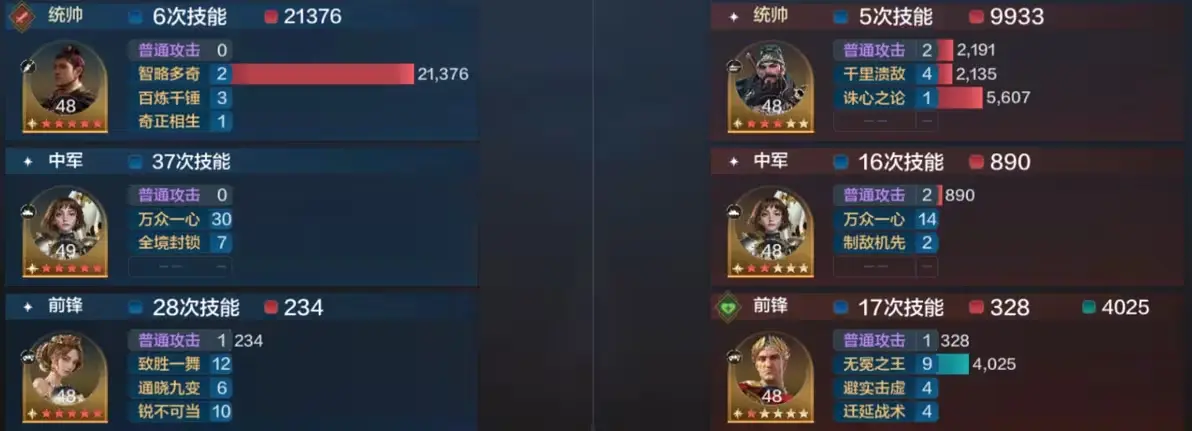 统帅 6次技能 21376
普通攻击 0
智略多奇 2 21,376
百炼千锤 3
奇正相生 1
48
中军 37次技能
普通攻击 0
万众一心 30
全境封锁 7
-- –
49
前锋 28次技能 234
普通攻击 1 234
致胜一舞 12
通晓九变 6
锐不可当 10
48
统帅 5次技能 9933
普通攻击 2 2,191
千里溃敌 4 2,135
诛心之论 1 5,607
-- –
48
中军 16次技能 890
普通攻击 2 890
万众一心 14
制敌机先 2
-- –
48
前锋 17次技能 328 4025
普通攻击 1 328
无冕之王 9 4,025
避实击虚 4
迂延战术 4
48